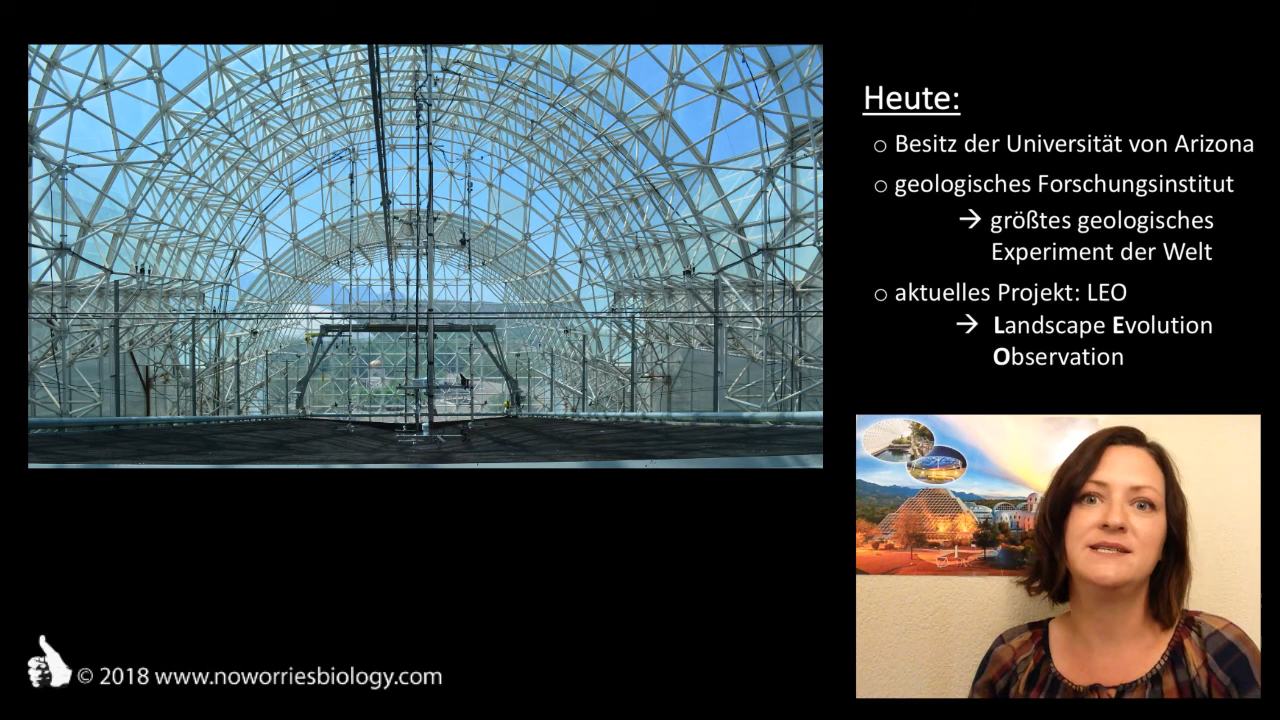 Heute:
○ Besitz der Universität von Arizona
○ geologisches Forschungsinstitut
→ größtes geologisches
Experiment der Welt
○ aktuelles Projekt: LEO
→ Landscape Evolution
Observation
© 2018 www.noworriesbiology.com